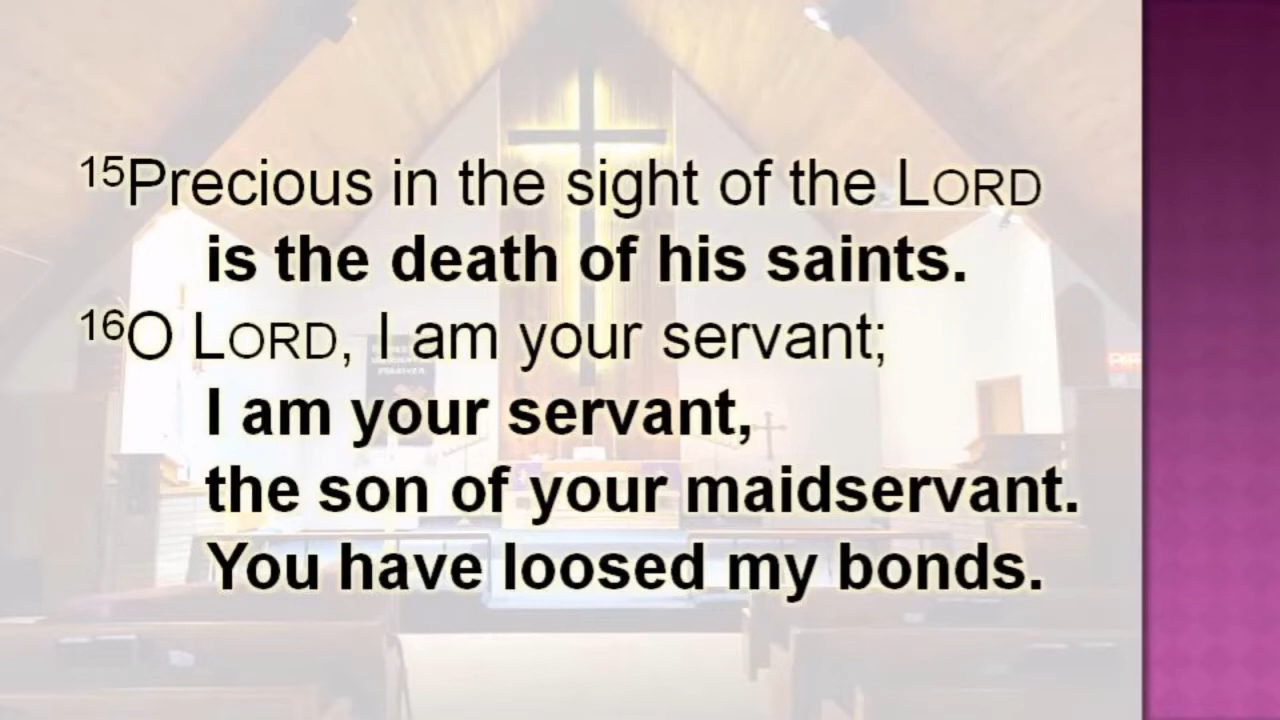 15Precious in the sight of the LORD
is the death of his saints.
16O LORD, I am your servant;
I am your servant,
the son of your maidservant.
You have loosed my bonds.